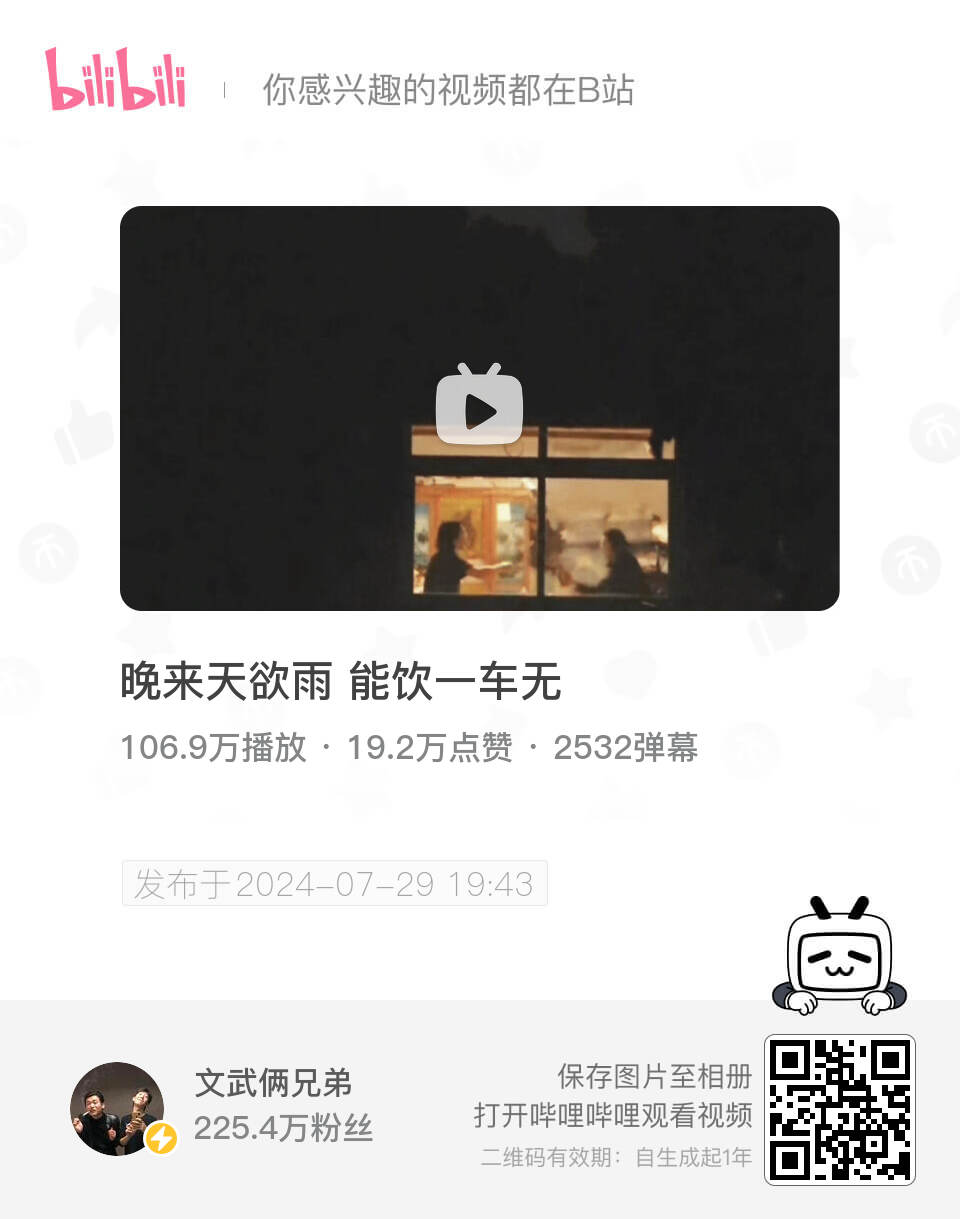 bilibili
你感兴趣的视频都在B站
晚来天欲雨 能饮一车无
106.9万播放 · 19.2万点赞 · 2532弹幕
发布于2024-07-29 19:43
文武俩兄弟
225.4万粉丝
保存图片至相册
打开哔哩哔哩观看视频
二维码有效期：自生成起1年